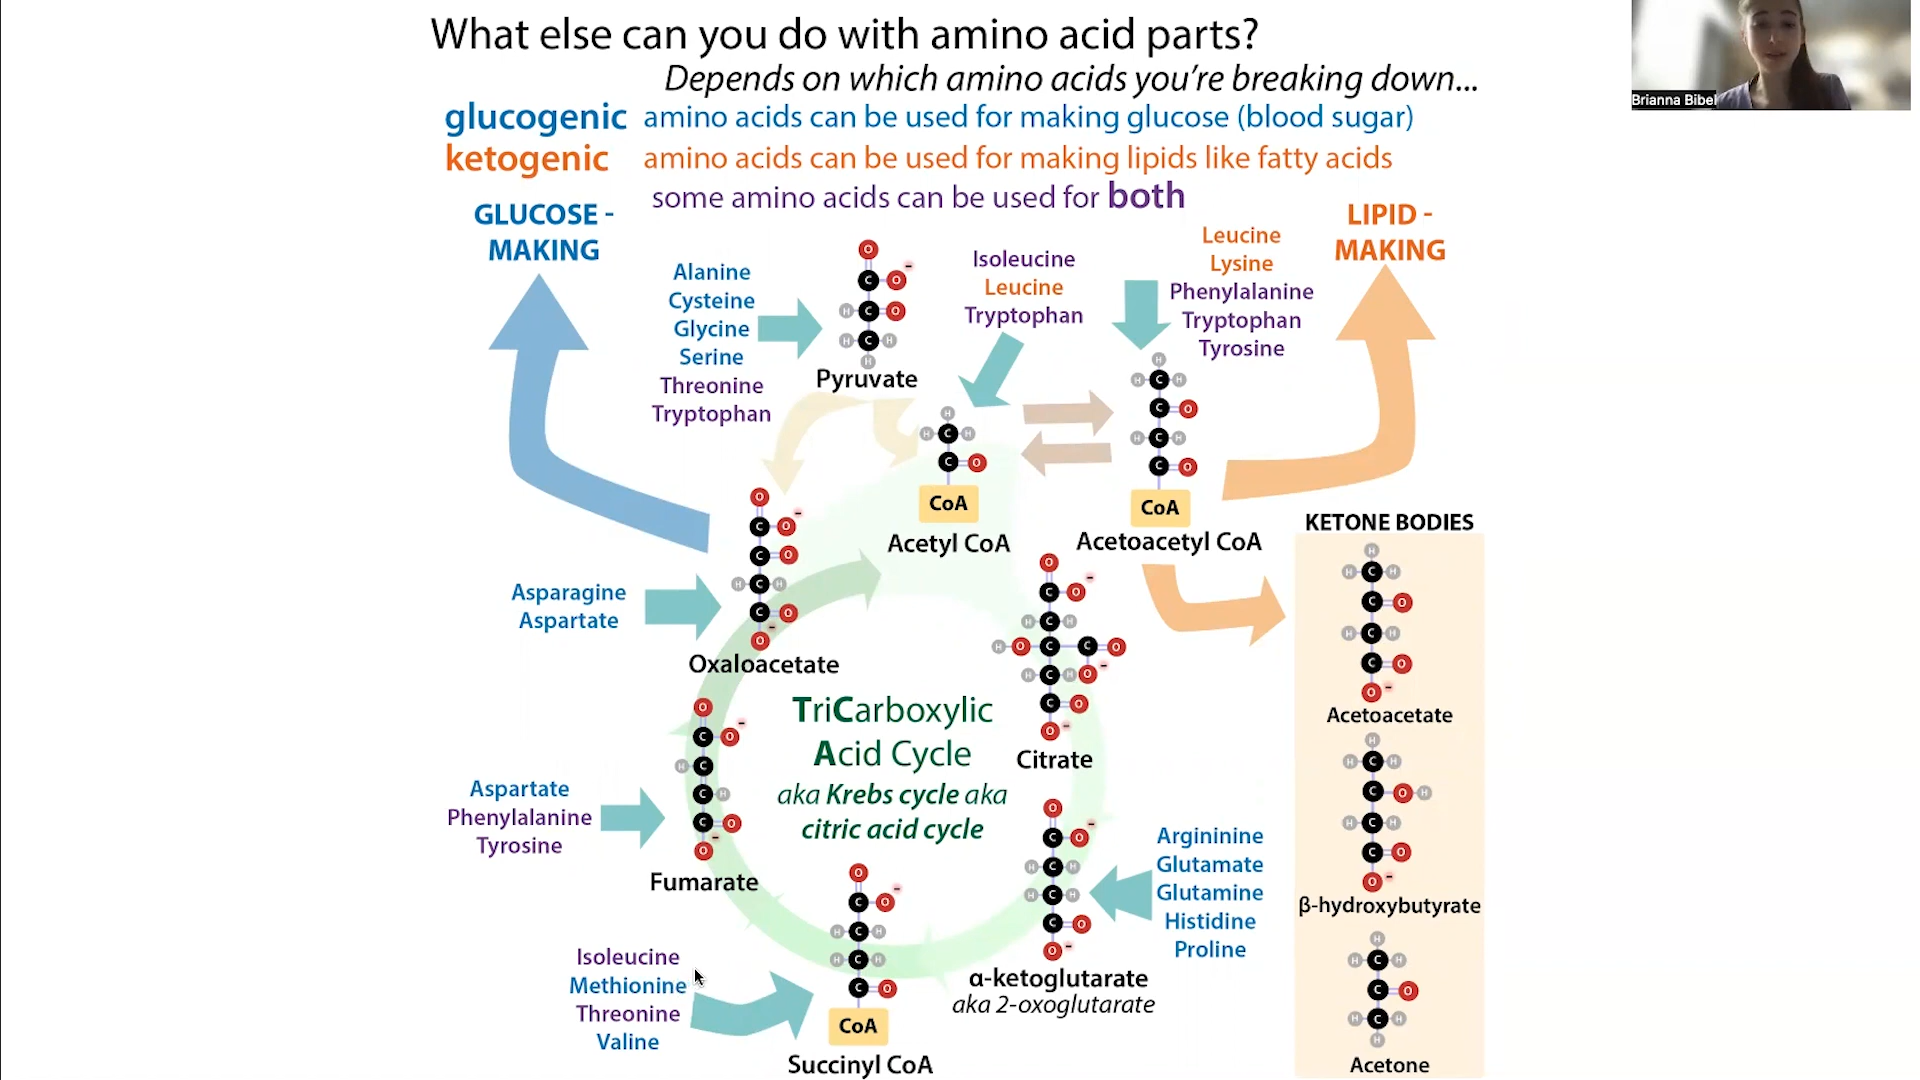 What else can you do with amino acid parts?
Depends on which amino acids you're breaking down...
glucogenic amino acids can be used for making glucose (blood sugar)
ketogenic amino acids can be used for making lipids like fatty acids
some amino acids can be used for both
Brianna Bibel
GLUCOSE -
MAKING
LIPID -
MAKING
Alanine
Cysteine
Glycine
Serine
Threonine
Tryptophan
Pyruvate
Isoleucine
Leucine
Tryptophan
CoA
Acetyl CoA
Leucine
Lysine
Phenylalanine
Tryptophan
Tyrosine
CoA
Acetoacetyl CoA
KETONE BODIES
Acetoacetate
β-hydroxybutyrate
Acetone
Asparagine
Aspartate
Oxaloacetate
TriCarboxylic
Acid Cycle
aka Krebs cycle aka
citric acid cycle
Citrate
Aspartate
Phenylalanine
Tyrosine
Fumarate
Argininine
Glutamate
Glutamine
Histidine
Proline
α-ketoglutarate
aka 2-oxoglutarate
Isoleucine
Methionine
Threonine
Valine
CoA
Succinyl CoA